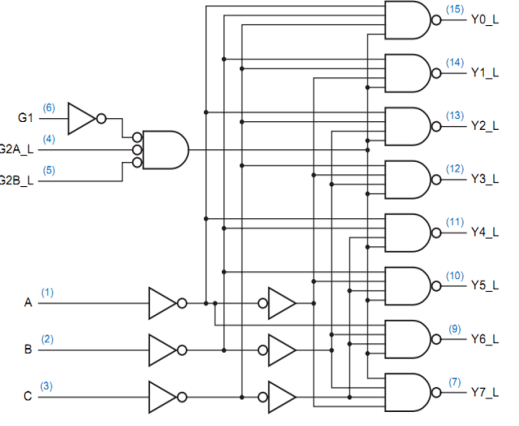 (15) Y0_L
(14) Y1_L
(6) G1
(13) Y2_L
(4) G2A_L
(12) Y3_L
(5) G2B_L
(11) Y4_L
(10) Y5_L
(1) A
(9) Y6_L
(2) B
(7) Y7_L
(3) C